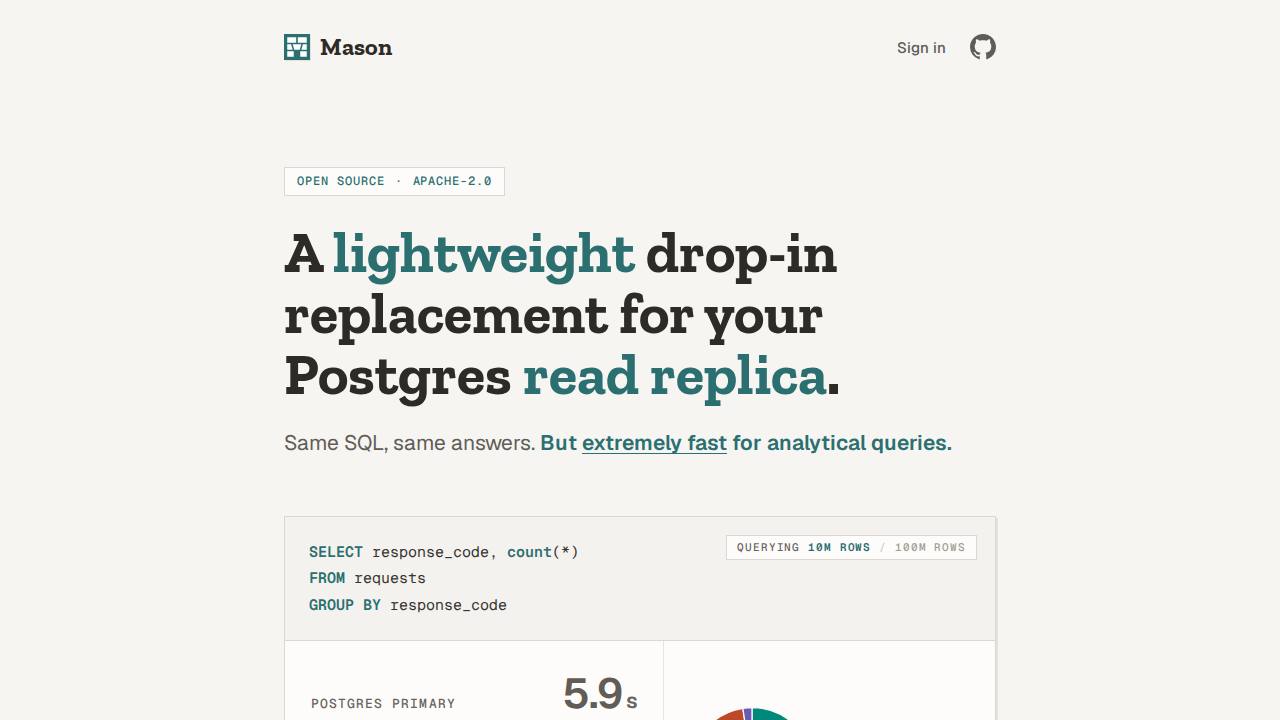 Mason
Sign in
OPEN SOURCE · APACHE-2.0
A lightweight drop-in
replacement for your
Postgres read replica.
Same SQL, same answers. But extremely fast for analytical queries.
SELECT response_code, count(*)
QUERYING 10M ROWS / 100M ROWS
FROM requests
GROUP BY response_code
POSTGRES PRIMARY 5.9 s